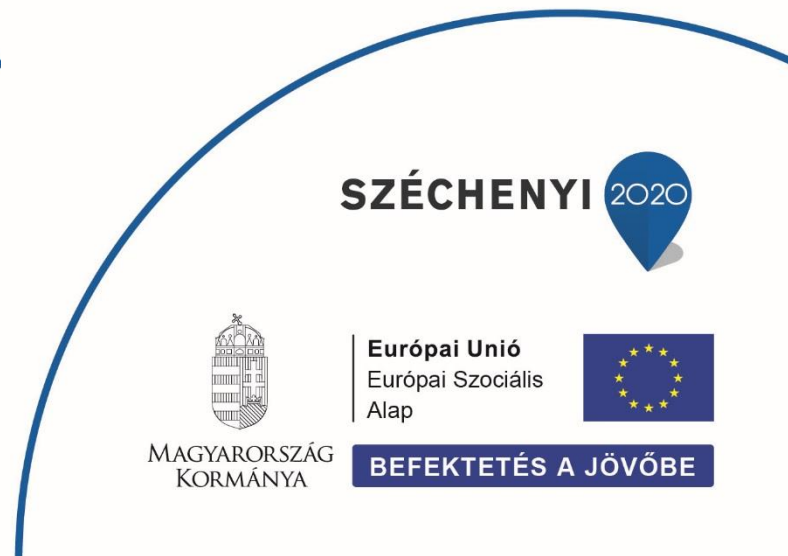 SZÉCHENYI 2020
Európai Unió
Európai Szociális
Alap
MAGYARORSZÁG
KORMÁNYA
BEFEKTETÉS A JÖVŐBE